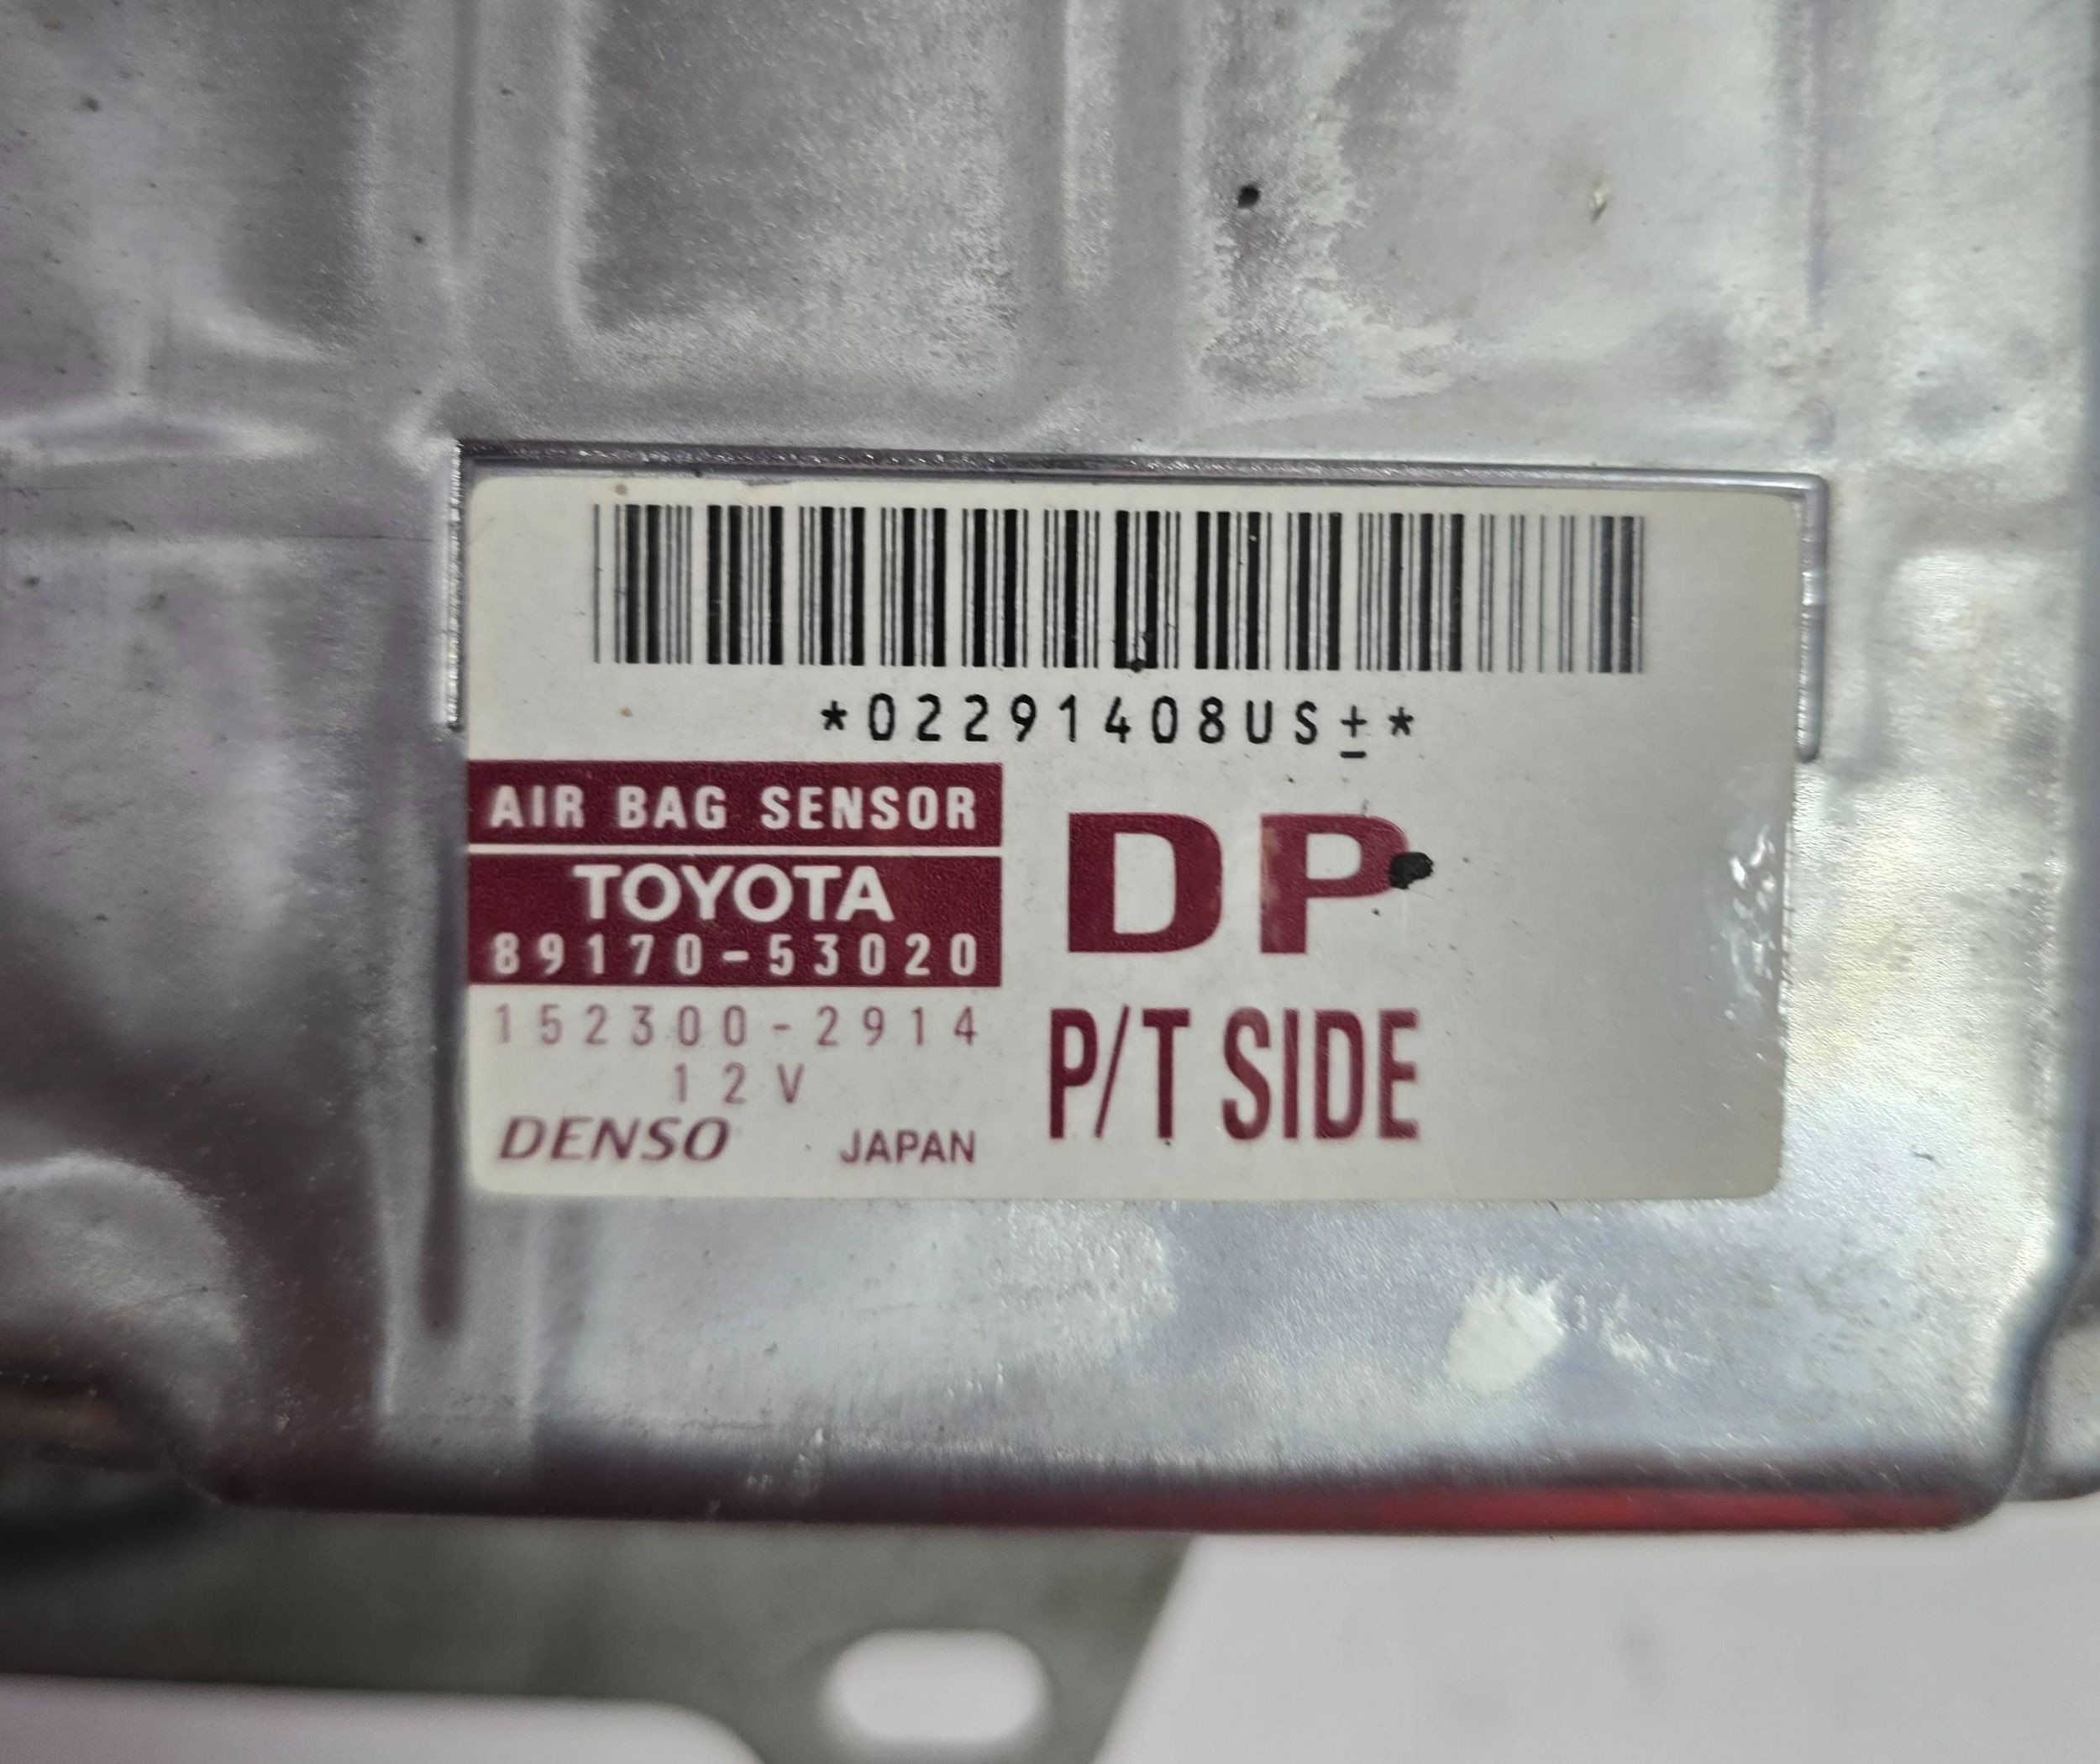 *02291408US±*
AIR BAG SENSOR
TOYOTA
89170-53020
152300-2914
12V
DENSO JAPAN
DP
P/T SIDE